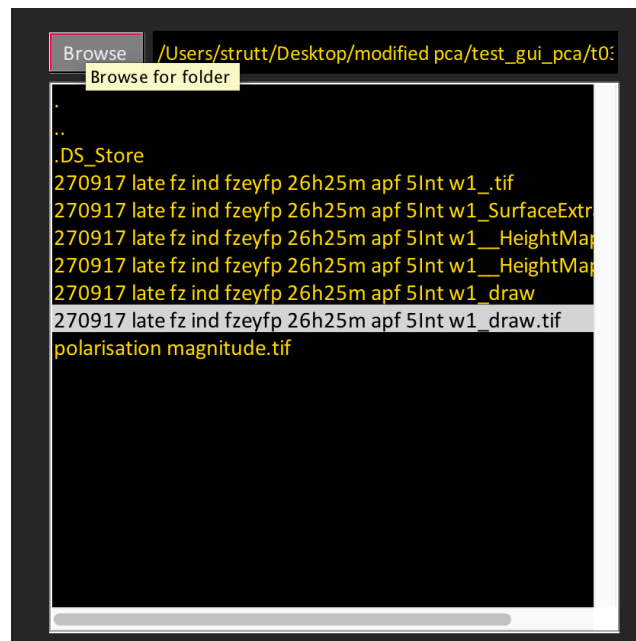 Browse
/Users/strutt/Desktop/modified pca/test_gui_pca/t03
Browse for folder
.
..
.DS_Store
270917 late fz ind fzeyfp 26h25m apf 5Int w1_.tif
270917 late fz ind fzeyfp 26h25m apf 5Int w1_SurfaceExtr
270917 late fz ind fzeyfp 26h25m apf 5Int w1__HeightMap
270917 late fz ind fzeyfp 26h25m apf 5Int w1__HeightMap
270917 late fz ind fzeyfp 26h25m apf 5Int w1_draw
270917 late fz ind fzeyfp 26h25m apf 5Int w1_draw.tif
polarisation magnitude.tif